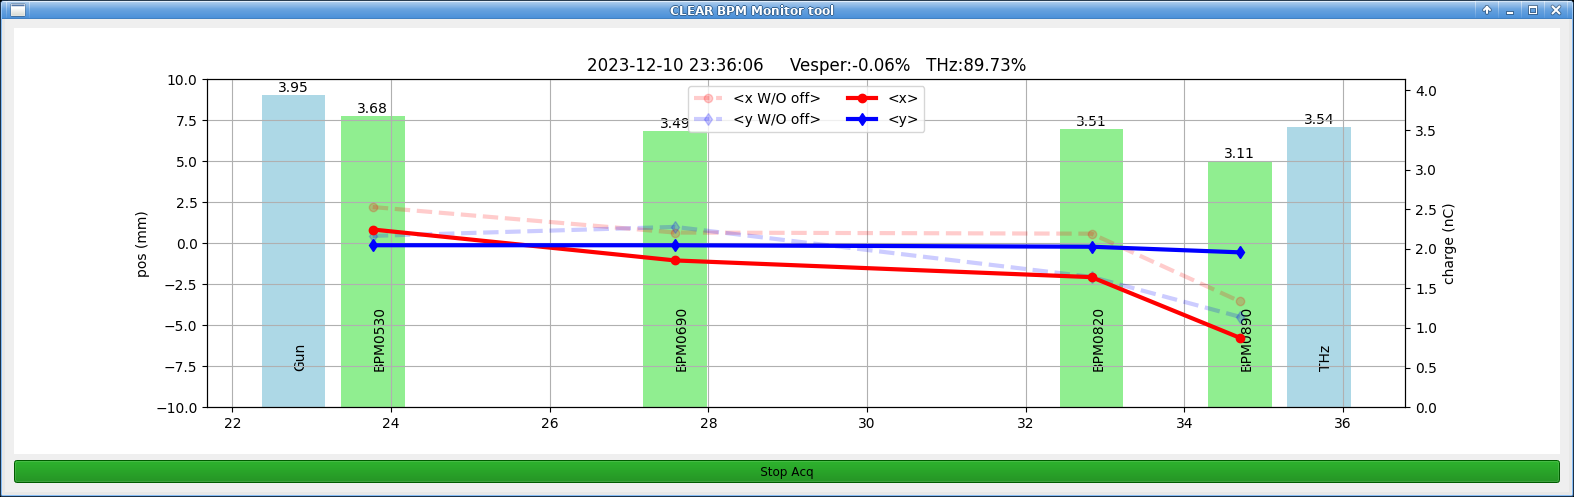 CLEAR BPM Monitor tool
2023-12-10 23:36:06 Vesper:-0.06% THz:89.73%
10.0
7.5
5.0
2.5
0.0
−2.5
−5.0
−7.5
−10.0
pos (mm)
3.95
3.68
3.49
3.51
3.11
3.54
<x W/O off> <x>
<y W/O off> <y>
Gun
BPM0530
BPM0690
BPM0820
BPM0890
THz
4.0
3.5
3.0
2.5
2.0
1.5
1.0
0.5
0.0
charge (nC)
22 24 26 28 30 32 34 36
Stop Acq